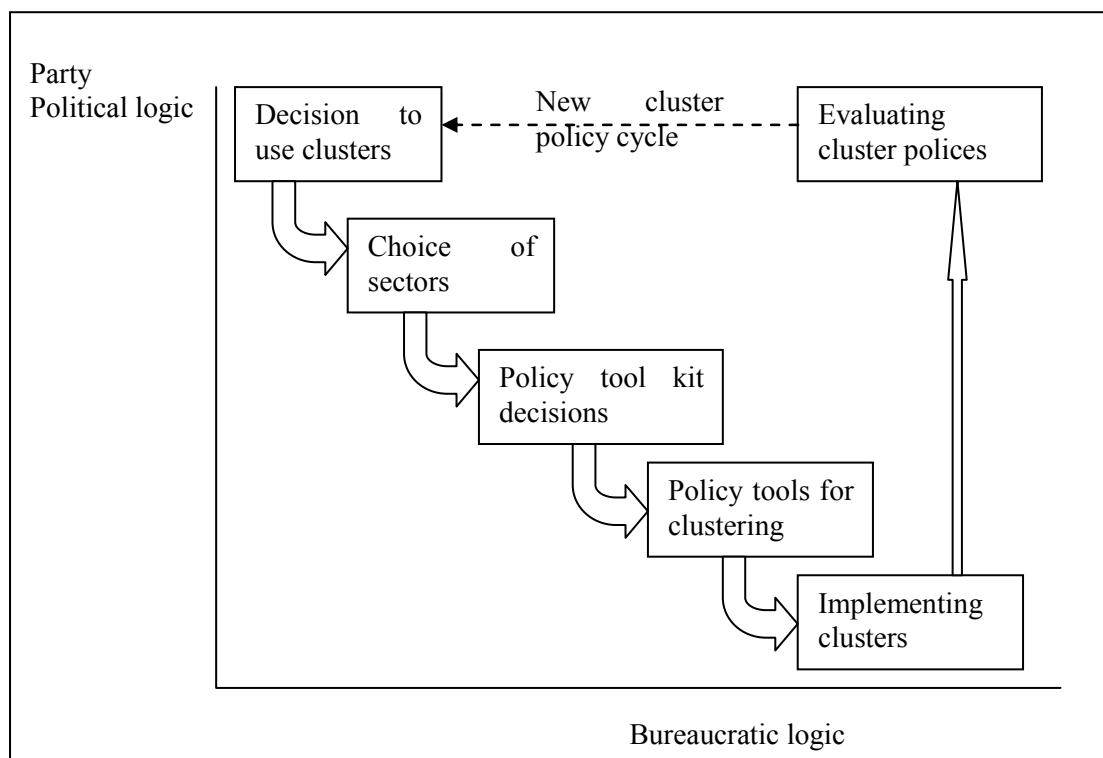 Party
Political logic
Decision to
use clusters
New cluster
policy cycle
Evaluating
cluster polices
Choice of
sectors
Policy tool kit
decisions
Policy tools for
clustering
Implementing
clusters
Bureaucratic logic